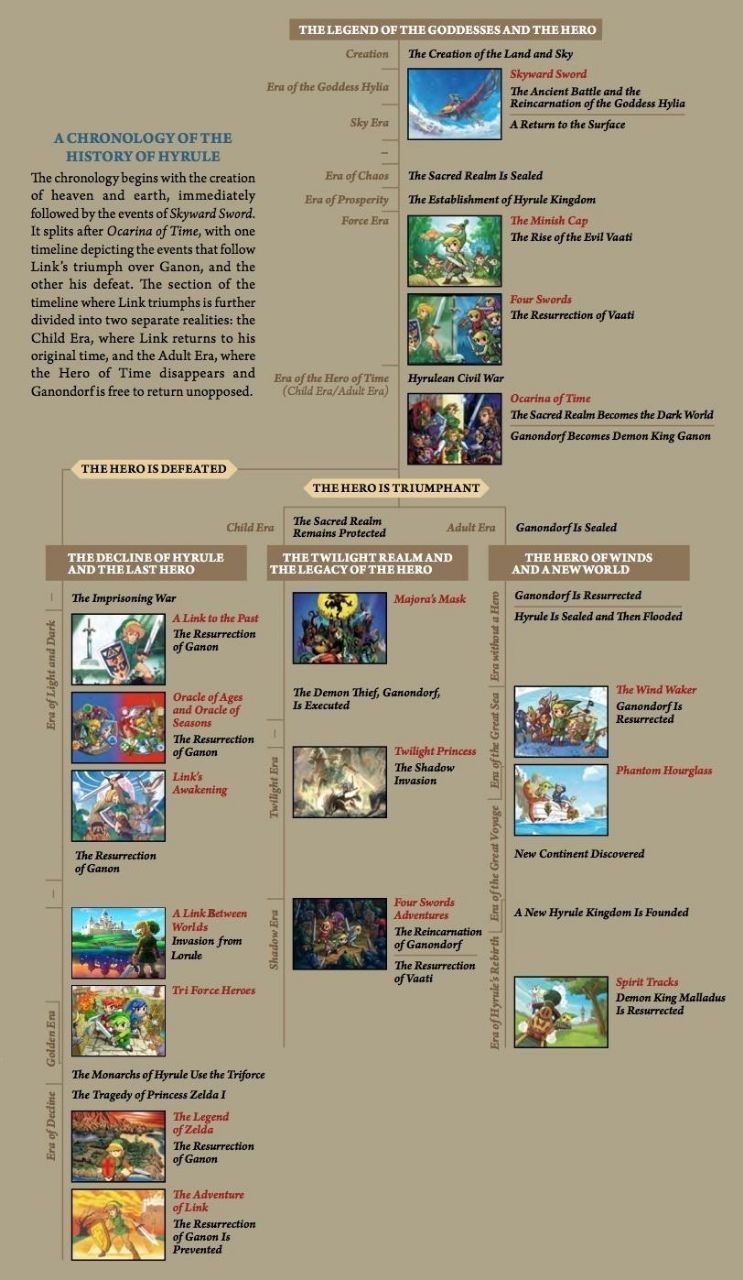 THE LEGEND OF THE GODDESSES AND THE HERO
Creation
The Creation of the Land and Sky
Era of the Goddess Hylia
Skyward Sword
The Ancient Battle and the
Reincarnation of the Goddess Hylia
Sky Era
A Return to the Surface
A CHRONOLOGY OF THE
HISTORY OF HYRULE
The chronology begins with the creation
of heaven and earth, immediately
followed by the events of Skyward Sword.
It splits after Ocarina of Time, with one
timeline depicting the events that follow
Link's triumph over Ganon, and the
other his defeat. The section of the
timeline where Link triumphs is further
divided into two separate realities: the
Child Era, where Link returns to his
original time, and the Adult Era, where
the Hero of Time disappears and
Ganondorf is free to return unopposed.
–
Era of Chaos
The Sacred Realm Is Sealed
Era of Prosperity
The Establishment of Hyrule Kingdom
Force Era
The Minish Cap
The Rise of the Evil Vaati
Four Swords
The Resurrection of Vaati
Era of the Hero of Time
(Child Era/Adult Era)
Hyrulean Civil War
Ocarina of Time
The Sacred Realm Becomes the Dark World
Ganondorf Becomes Demon King Ganon
THE HERO IS DEFEATED
THE HERO IS TRIUMPHANT
Child Era
The Sacred Realm
Remains Protected
Adult Era
Ganondorf Is Sealed
THE DECLINE OF HYRULE
AND THE LAST HERO
–
The Imprisoning War
Era of Light and Dark
A Link to the Past
The Resurrection
of Ganon
Oracle of Ages
and Oracle of
Seasons
The Resurrection
of Ganon
Link's
Awakening
The Resurrection
of Ganon
–
A Link Between
Worlds
Invasion from
Lorule
Tri Force Heroes
Golden Era
The Monarchs of Hyrule Use the Triforce
The Tragedy of Princess Zelda I
Era of Decline
The Legend
of Zelda
The Resurrection
of Ganon
The Adventure
of Link
The Resurrection
of Ganon Is
Prevented
THE TWILIGHT REALM AND
THE LEGACY OF THE HERO
Majora's Mask
The Demon Thief, Ganondorf,
Is Executed
–
Twilight Era
Twilight Princess
The Shadow
Invasion
Shadow Era
Four Swords
Adventures
The Reincarnation
of Ganondorf
The Resurrection
of Vaati
THE HERO OF WINDS
AND A NEW WORLD
Era without a Hero
Ganondorf Is Resurrected
Hyrule Is Sealed and Then Flooded
Era of the Great Sea
The Wind Waker
Ganondorf Is
Resurrected
Phantom Hourglass
Era of the Great Voyage
New Continent Discovered
A New Hyrule Kingdom Is Founded
Era of Hyrule's Rebirth
Spirit Tracks
Demon King Malladus
Is Resurrected